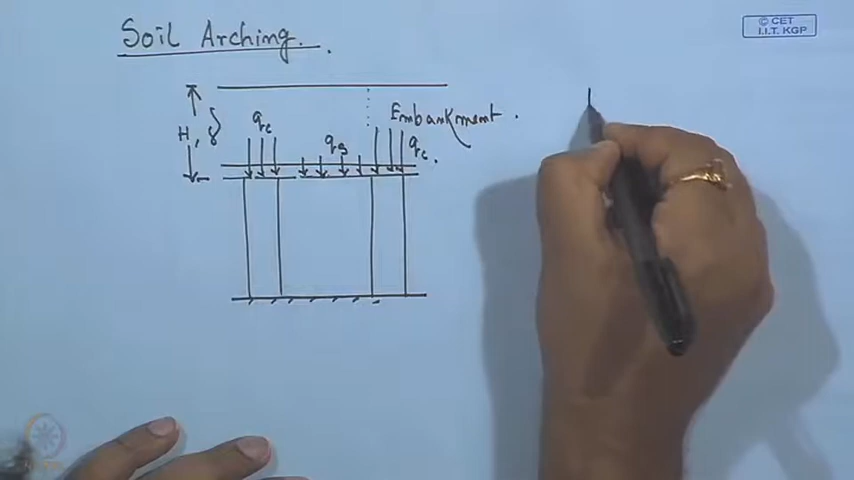 Soil Arching.
© CET
I.I.T. KGP
Embankment.
H, γ
qc
qs
qc.